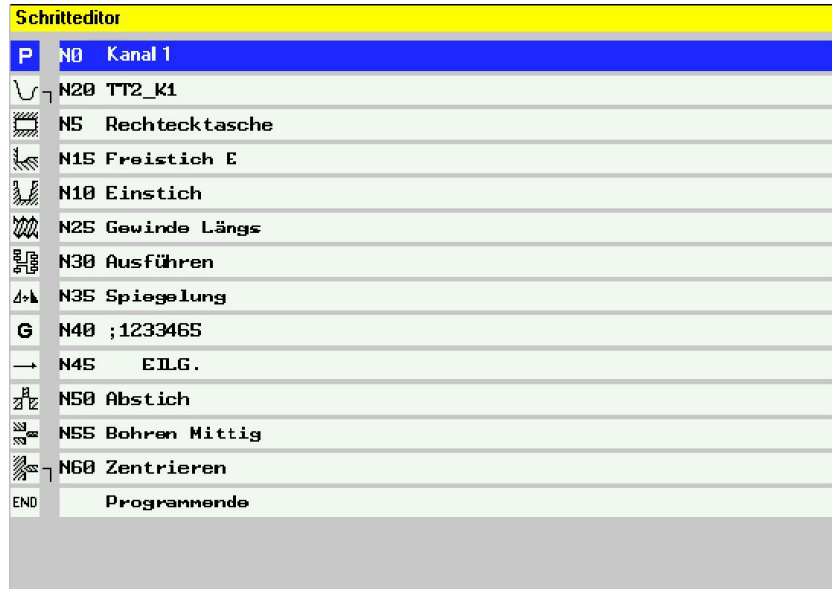 Schritteditor
P N0 Kanal 1
N20 TT2_K1
N5 Rechtecktasche
N15 Freistich E
N10 Einstich
N25 Gewinde Längs
N30 Ausführen
N35 Spiegelung
G N40 ;1233465
N45 EILG.
N50 Abstich
N55 Bohren Mittig
N60 Zentrieren
END Programmende